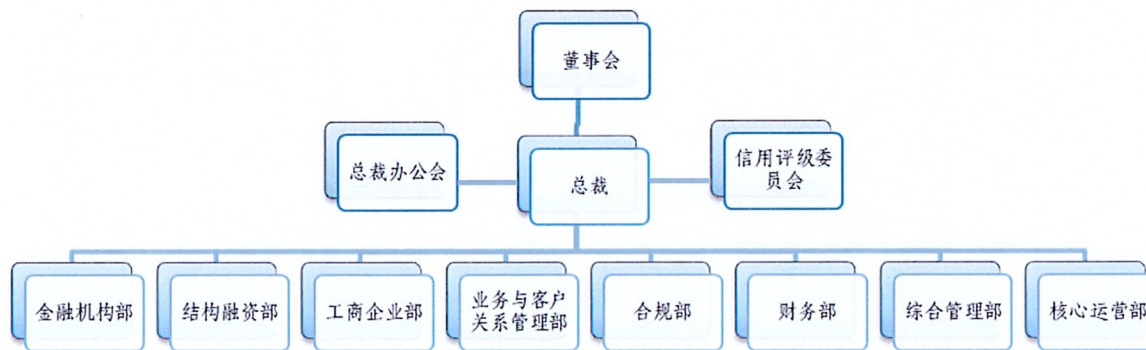 董事会
总裁办公会
总裁
信用评级委
员会
金融机构部
结构融资部
工商企业部
业务与客户
关系管理部
合规部
财务部
综合管理部
核心运营部